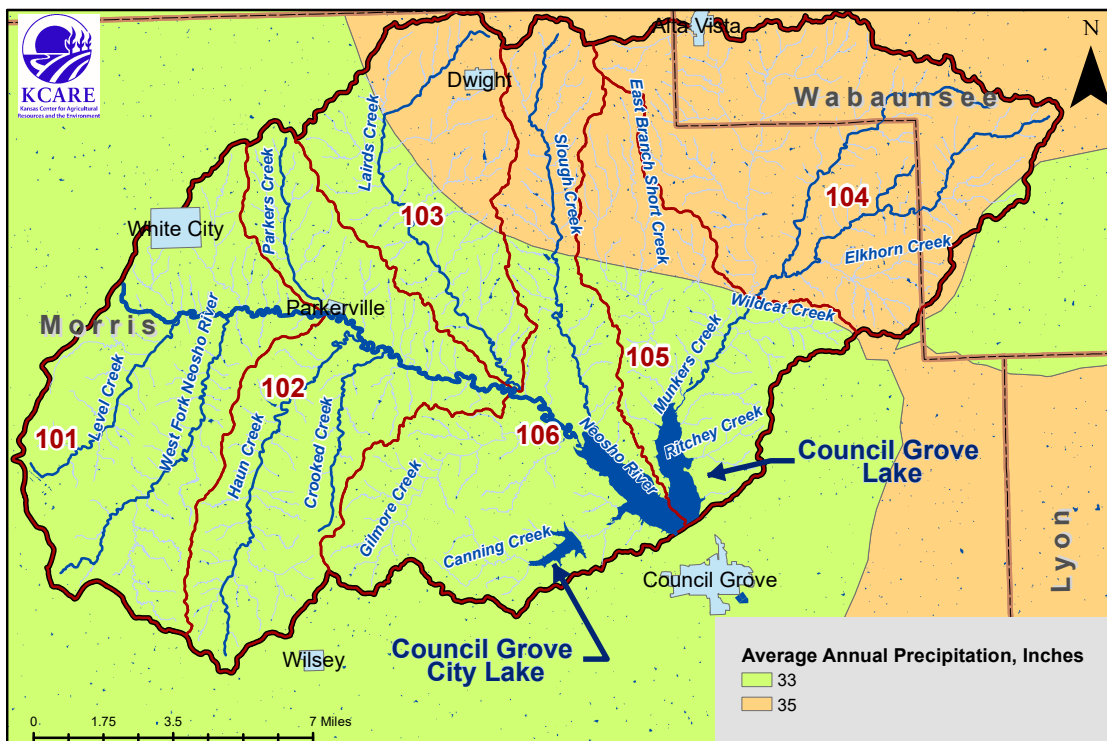 KCARE
Kansas Center for Agricultural
Resources and the Environment
Alta Vista
N
Dwight
Wabaunsee
Lairds Creek
Slough Creek
East Branch Short Creek
Parkers Creek
103
104
White City
Elkhorn Creek
Parkerville
Wildcat Creek
Morris
West Fork Neosho River
Level Creek
102
105
Munkers Creek
101
Haun Creek
Crooked Creek
106
Neosho River
Ritchey Creek
Council Grove
Lake
Gilmore Creek
Canning Creek
Council Grove
Lyon
Wilsey
Council Grove
City Lake
Average Annual Precipitation, Inches
33
35
0 1.75 3.5 7 Miles